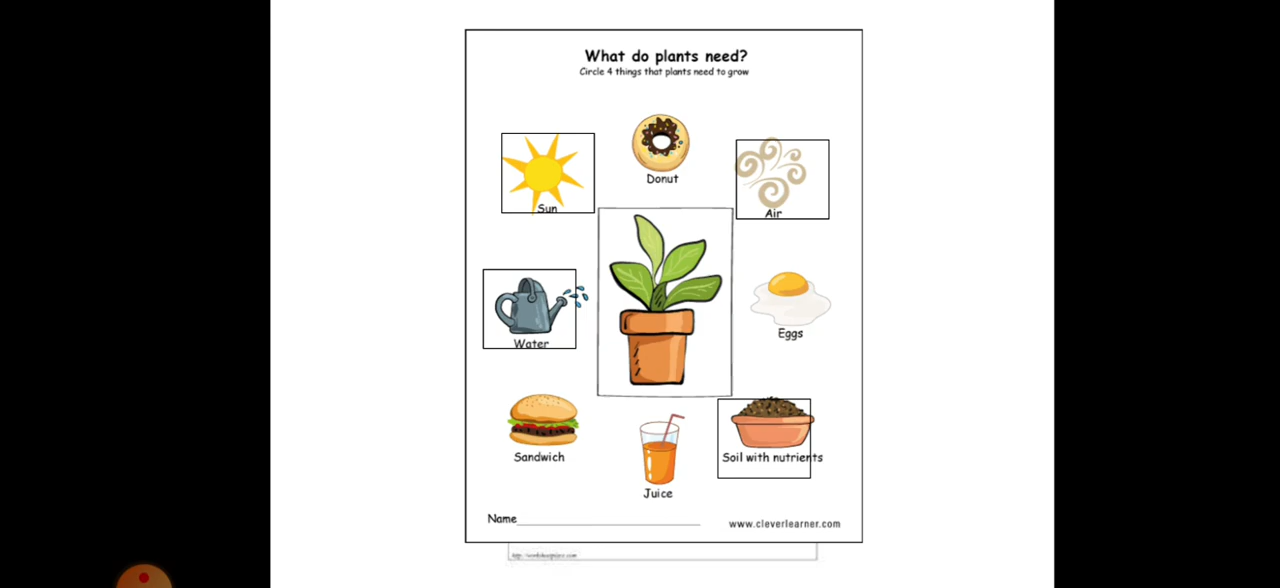 What do plants need?
Circle 4 things that plants need to grow
Donut
Sun
Air
Water
Eggs
Sandwich
Soil with nutrients
Juice
Name
www.cleverlearner.com